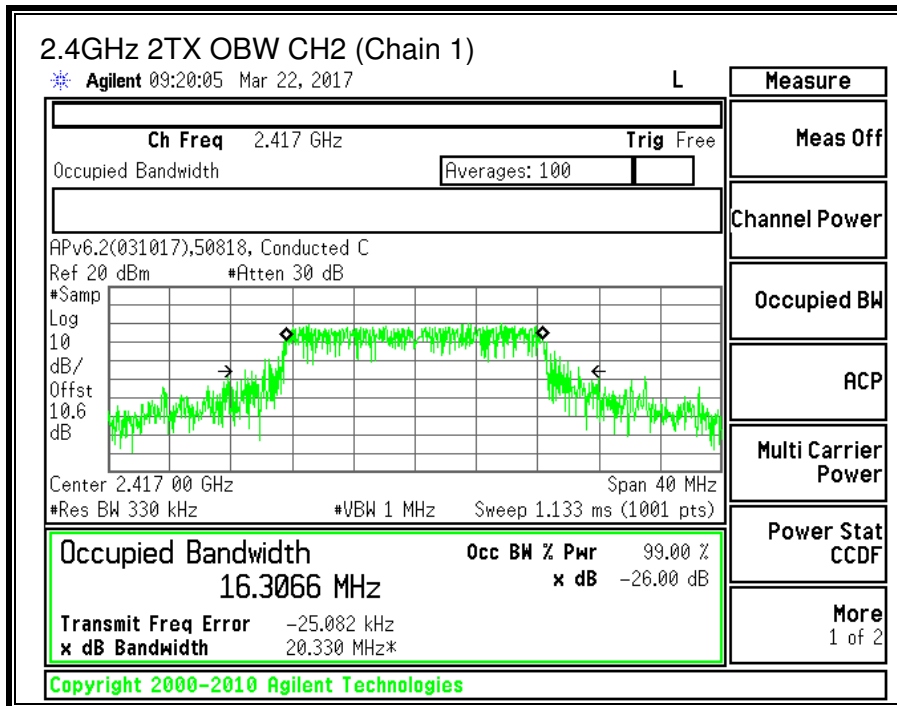 2.4GHz 2TX OBW CH2 (Chain 1)
Agilent 09:20:05 Mar 22, 2017 L
Measure
Ch Freq 2.417 GHz Trig Free
Meas Off
Occupied Bandwidth Averages: 100
Channel Power
APv6.2(031017),50818, Conducted C
Ref 20 dBm #Atten 30 dB
#Samp
Log
10
dB/
Offst
10.6
dB
Occupied BW
ACP
Multi Carrier
Power
Center 2.417 00 GHz Span 40 MHz
#Res BW 330 kHz #VBW 1 MHz Sweep 1.133 ms (1001 pts)
Power Stat
CCDF
Occupied Bandwidth Occ BW % Pwr 99.00 %
16.3066 MHz x dB -26.00 dB
Transmit Freq Error -25.082 kHz
x dB Bandwidth 20.330 MHz*
More
1 of 2
Copyright 2000-2010 Agilent Technologies